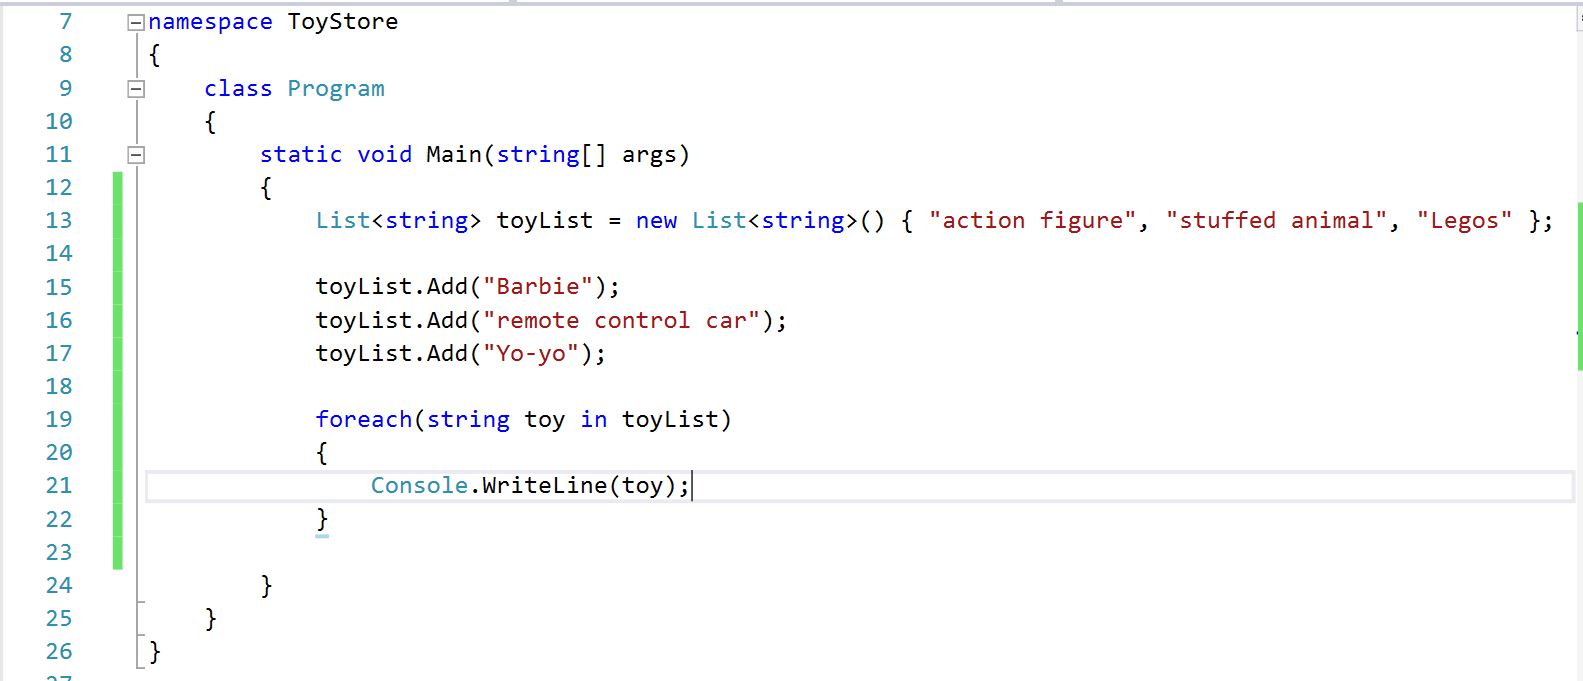 7 namespace ToyStore
8 {
9 class Program
10 {
11 static void Main(string[] args)
12 {
13 List<string> toyList = new List<string>() { "action figure", "stuffed animal", "Legos" };
14
15 toyList.Add("Barbie");
16 toyList.Add("remote control car");
17 toyList.Add("Yo-yo");
18
19 foreach(string toy in toyList)
20 {
21 Console.WriteLine(toy);
22 }
23
24 }
25 }
26 }